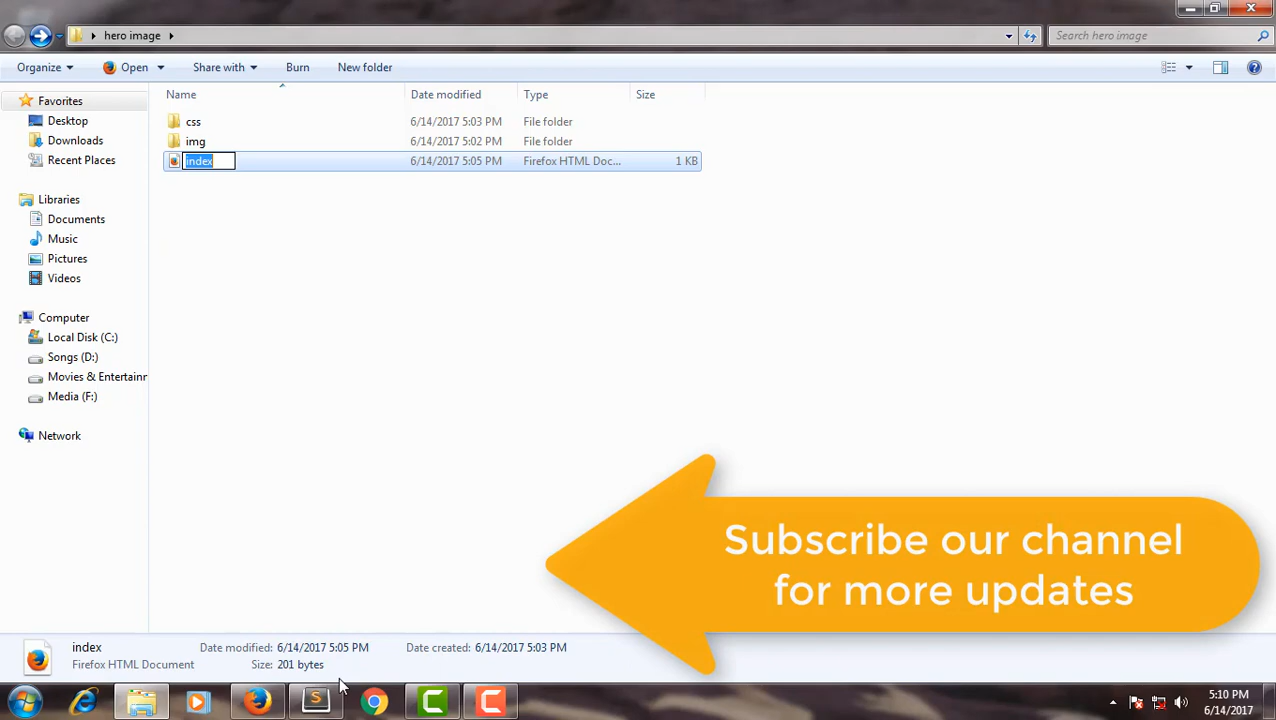 hero image
Search hero image
Organize
Open
Share with
Burn
New folder
Name
Date modified
Type
Size
Favorites
Desktop
Downloads
Recent Places
Libraries
Documents
Music
Pictures
Videos
Computer
Local Disk (C:)
Songs (D:)
Movies & Entertainn
Media (F:)
Network
css 6/14/2017 5:03 PM File folder
img 6/14/2017 5:02 PM File folder
index 6/14/2017 5:05 PM Firefox HTML Doc... 1 KB
Subscribe our channel
for more updates
index Date modified: 6/14/2017 5:05 PM Date created: 6/14/2017 5:03 PM
Firefox HTML Document Size: 201 bytes
5:10 PM
6/14/2017